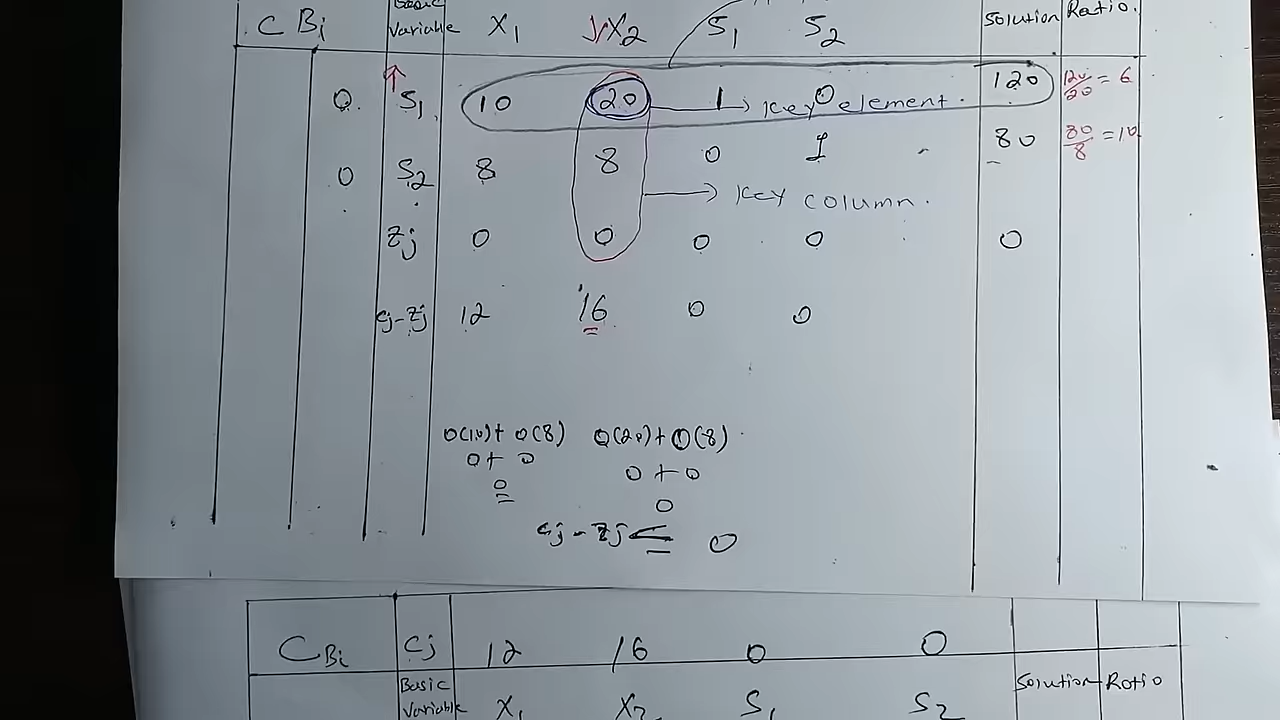 CBi Basic Variable X1 X2 S1 S2 Solution Ratio.
0 S1 10 20 1 0 120 120/20 = 6
→ Key element.
0 S2 8 8 0 1 80 80/8 = 10
→ Key column.
Zj 0 0 0 0 0
Cj-Zj 12 16 0 0
0(10)+ 0(8) 0(20)+0(8)
0+ 0 0+0
0 0
Cj-Zj ≤ 0
CBi Cj 12 16 0 0
Basic Variable X1 X2 S1 S2 Solution Ratio